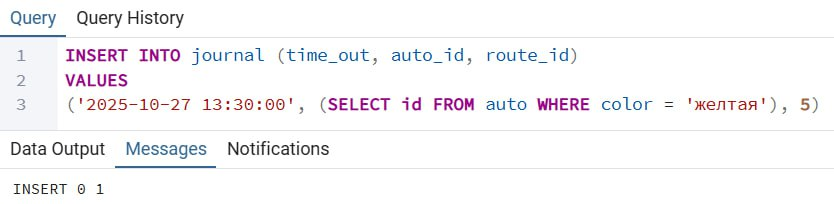 Query Query History
1 INSERT INTO journal (time_out, auto_id, route_id)
2 VALUES
3 ('2025-10-27 13:30:00', (SELECT id FROM auto WHERE color = 'желтая'), 5)
Data Output Messages Notifications
INSERT 0 1